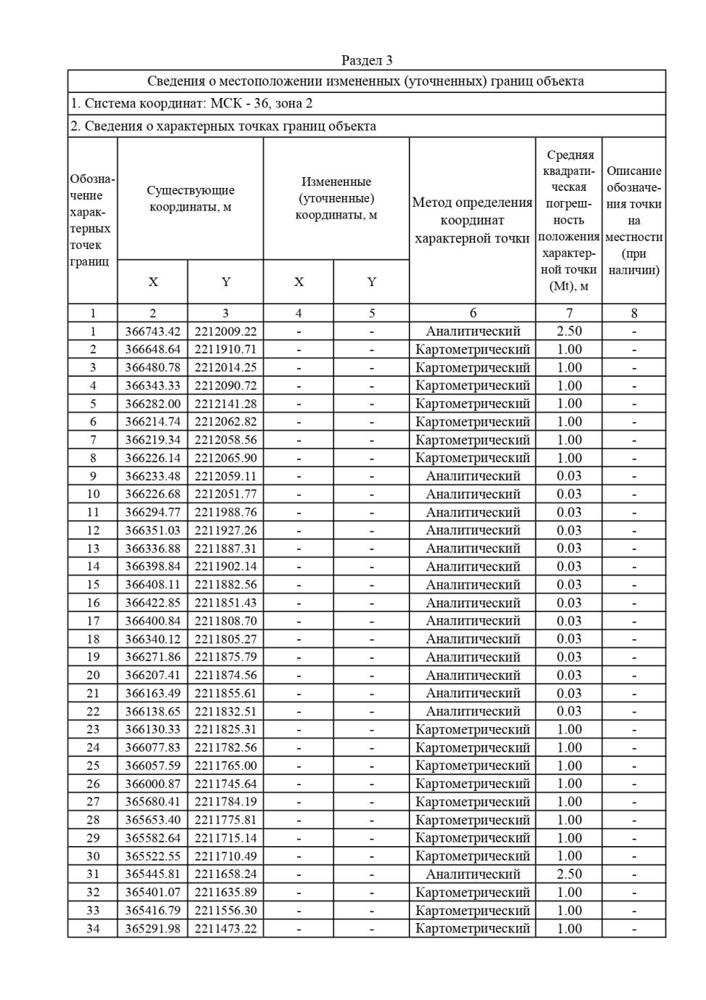 Раздел 3
Сведения о местоположении измененных (уточненных) границ объекта
1. Система координат: МСК - 36, зона 2
2. Сведения о характерных точках границ объекта
Обозна-
чение
харак-
терных
точек
границ
Существующие
координаты, м
Измененные
(уточненные)
координаты, м
Метод определения
координат
характерной точки
Средняя
квадрати-
ческая
погреш-
ность
положения
характер-
ной точки
(Mt), м
Описание
обозначе-
ния точки
на
местности
(при
наличии)
X Y X Y
1 2 3 4 5 6 7 8
1 366743.42 2212009.22 - - Аналитический 2.50 -
2 366648.64 2211910.71 - - Картометрический 1.00 -
3 366480.78 2212014.25 - - Картометрический 1.00 -
4 366343.33 2212090.72 - - Картометрический 1.00 -
5 366282.00 2212141.28 - - Картометрический 1.00 -
6 366214.74 2212062.82 - - Картометрический 1.00 -
7 366219.34 2212058.56 - - Картометрический 1.00 -
8 366226.14 2212065.90 - - Картометрический 1.00 -
9 366233.48 2212059.11 - - Аналитический 0.03 -
10 366226.68 2212051.77 - - Аналитический 0.03 -
11 366294.77 2211988.76 - - Аналитический 0.03 -
12 366351.03 2211927.26 - - Аналитический 0.03 -
13 366336.88 2211887.31 - - Аналитический 0.03 -
14 366398.84 2211902.14 - - Аналитический 0.03 -
15 366408.11 2211882.56 - - Аналитический 0.03 -
16 366422.85 2211851.43 - - Аналитический 0.03 -
17 366400.84 2211808.70 - - Аналитический 0.03 -
18 366340.12 2211805.27 - - Аналитический 0.03 -
19 366271.86 2211875.79 - - Аналитический 0.03 -
20 366207.41 2211874.56 - - Аналитический 0.03 -
21 366163.49 2211855.61 - - Аналитический 0.03 -
22 366138.65 2211832.51 - - Аналитический 0.03 -
23 366130.33 2211825.31 - - Картометрический 1.00 -
24 366077.83 2211782.56 - - Картометрический 1.00 -
25 366057.59 2211765.00 - - Картометрический 1.00 -
26 366000.87 2211745.64 - - Картометрический 1.00 -
27 365680.41 2211784.19 - - Картометрический 1.00 -
28 365653.40 2211775.81 - - Картометрический 1.00 -
29 365582.64 2211715.14 - - Картометрический 1.00 -
30 365522.55 2211710.49 - - Картометрический 1.00 -
31 365445.81 2211658.24 - - Аналитический 2.50 -
32 365401.07 2211635.89 - - Картометрический 1.00 -
33 365416.79 2211556.30 - - Картометрический 1.00 -
34 365291.98 2211473.22 - - Картометрический 1.00 -